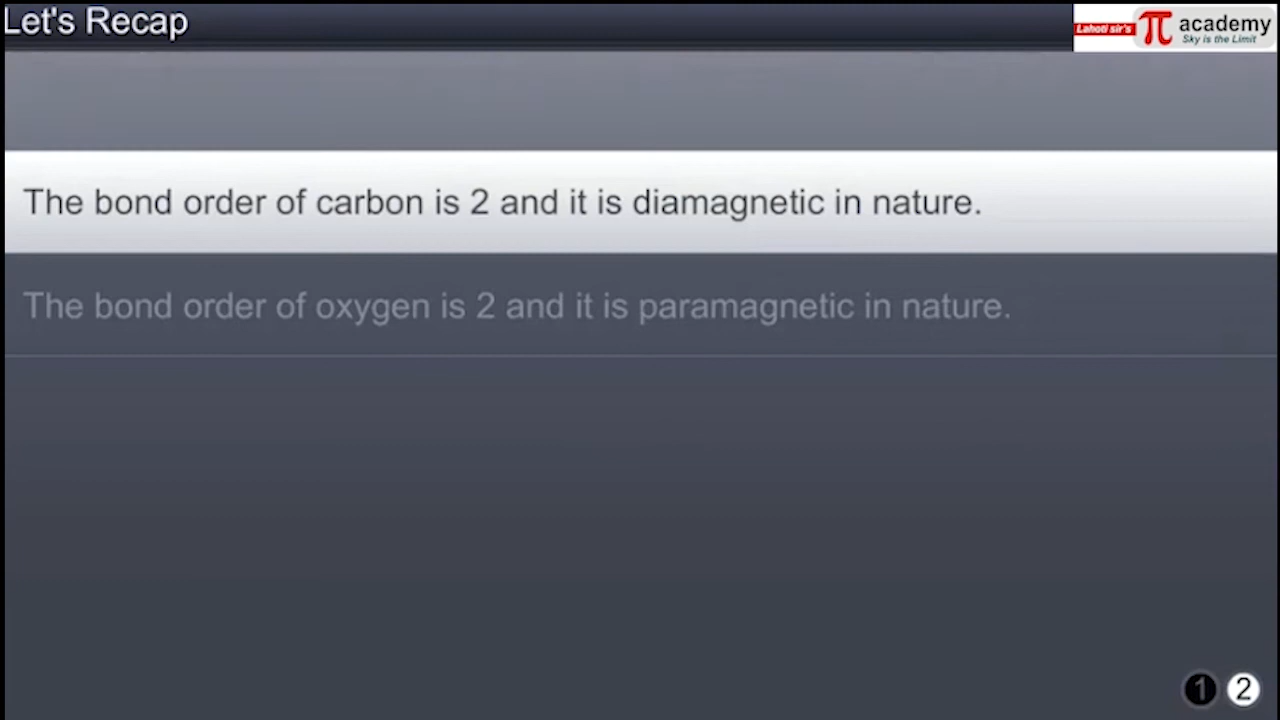 Let's Recap
Lahoti sir's π academy
Sky is the Limit
The bond order of carbon is 2 and it is diamagnetic in nature.
The bond order of oxygen is 2 and it is paramagnetic in nature.
1 2